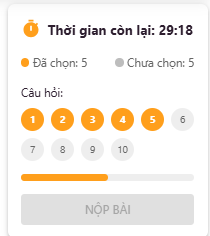 Thời gian còn lại: 29:18
Đã chọn: 5 Chưa chọn: 5
Câu hỏi:
1 2 3 4 5 6
7 8 9 10
NỘP BÀI